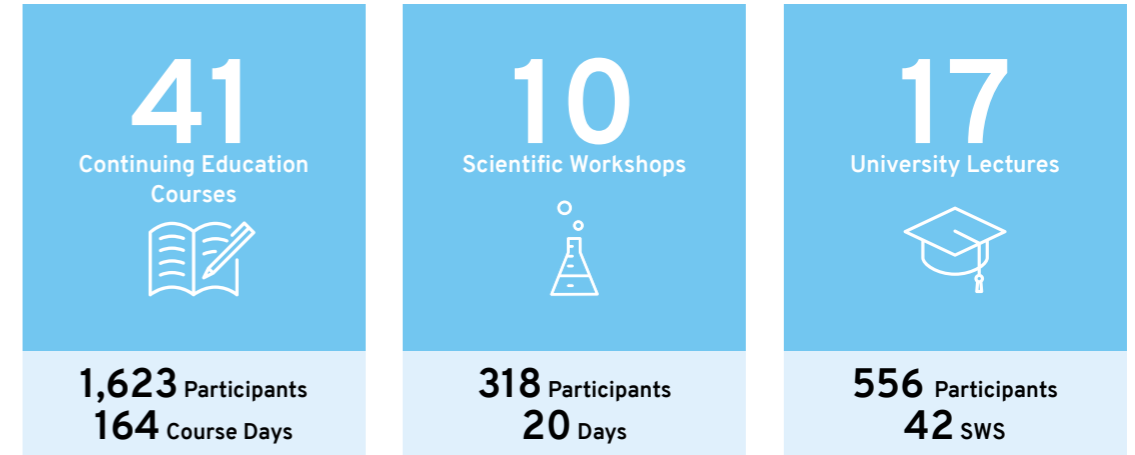 41
Continuing Education
Courses
1,623 Participants
164 Course Days
10
Scientific Workshops
318 Participants
20 Days
17
University Lectures
556 Participants
42 SWS